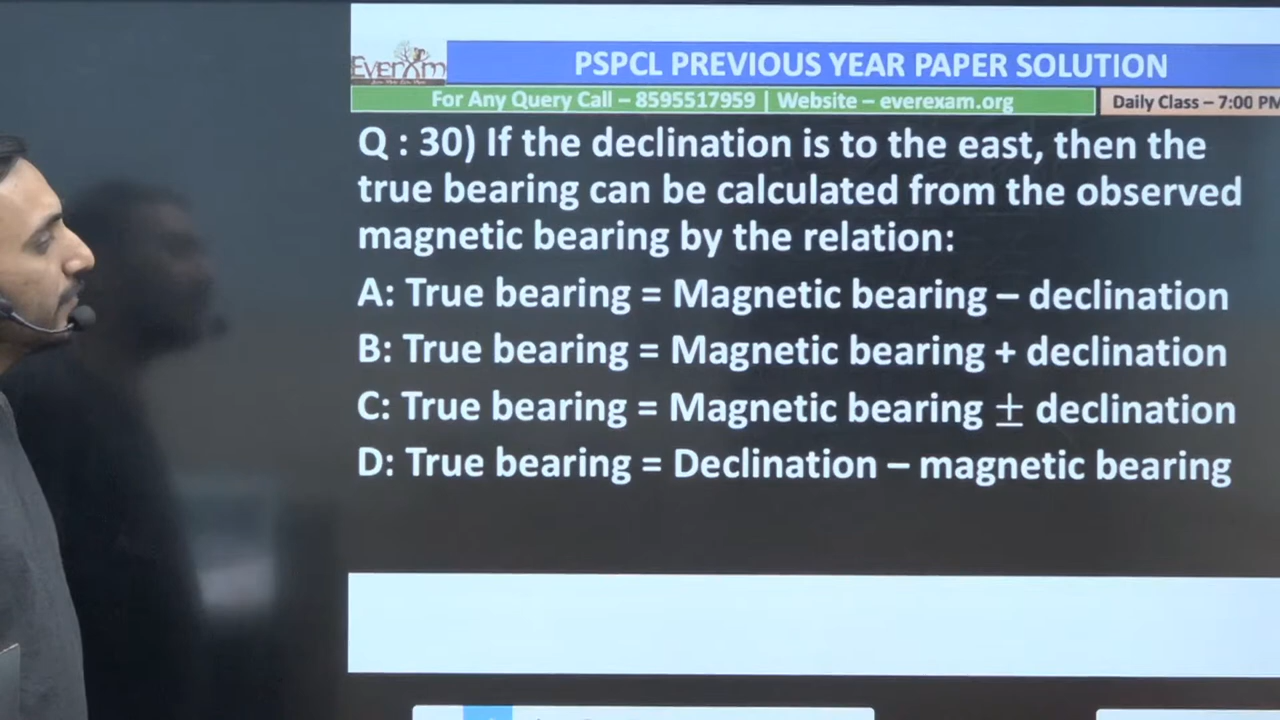 EVEREXAM
PSPCL PREVIOUS YEAR PAPER SOLUTION
For Any Query Call – 8595517959 | Website – everexam.org
Daily Class – 7:00 PM
Q : 30) If the declination is to the east, then the
true bearing can be calculated from the observed
magnetic bearing by the relation:
A: True bearing = Magnetic bearing – declination
B: True bearing = Magnetic bearing + declination
C: True bearing = Magnetic bearing ± declination
D: True bearing = Declination – magnetic bearing